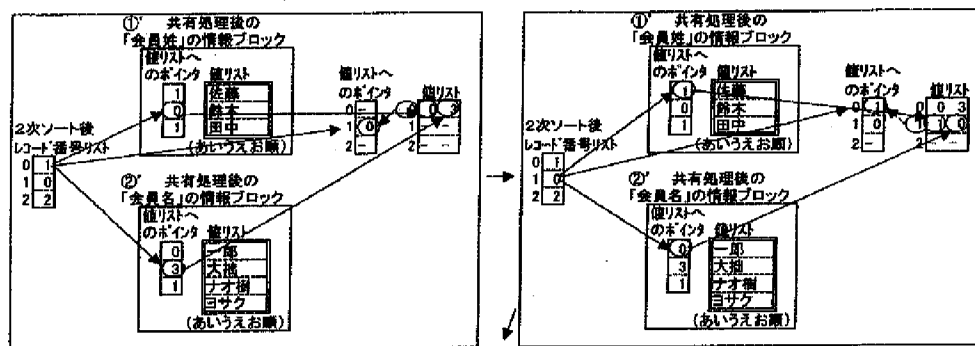 ①' 共有処理後の
「会員姓」の情報ブロック
値リストへ
のポインタ 値リスト
1 佐藤
0 鈴木
1 田中
(あいうえお順)
値リストへ
のポインタ 値リスト
0 - 0 0 3
1 0 1 - -
2 - 2 - -
2次ソート後
レコード番号リスト
0 1
1 0
2 2
②' 共有処理後の
「会員名」の情報ブロック
値リストへ
のポインタ 値リスト
0 一郎
3 大拙
1 ナオ樹
ヨサク
(あいうえお順)
①' 共有処理後の
「会員姓」の情報ブロック
値リストへ
のポインタ 値リスト
1 佐藤
0 鈴木
1 田中
(あいうえお順)
値リストへ
のポインタ 値リスト
0 1 0 0 3
1 0 1 1 0
2 - 2 - -
2次ソート後
レコード番号リスト
0 1
1 0
2 2
②' 共有処理後の
「会員名」の情報ブロック
値リストへ
のポインタ 値リスト
0 一郎
3 大拙
1 ナオ樹
ヨサク
(あいうえお順)